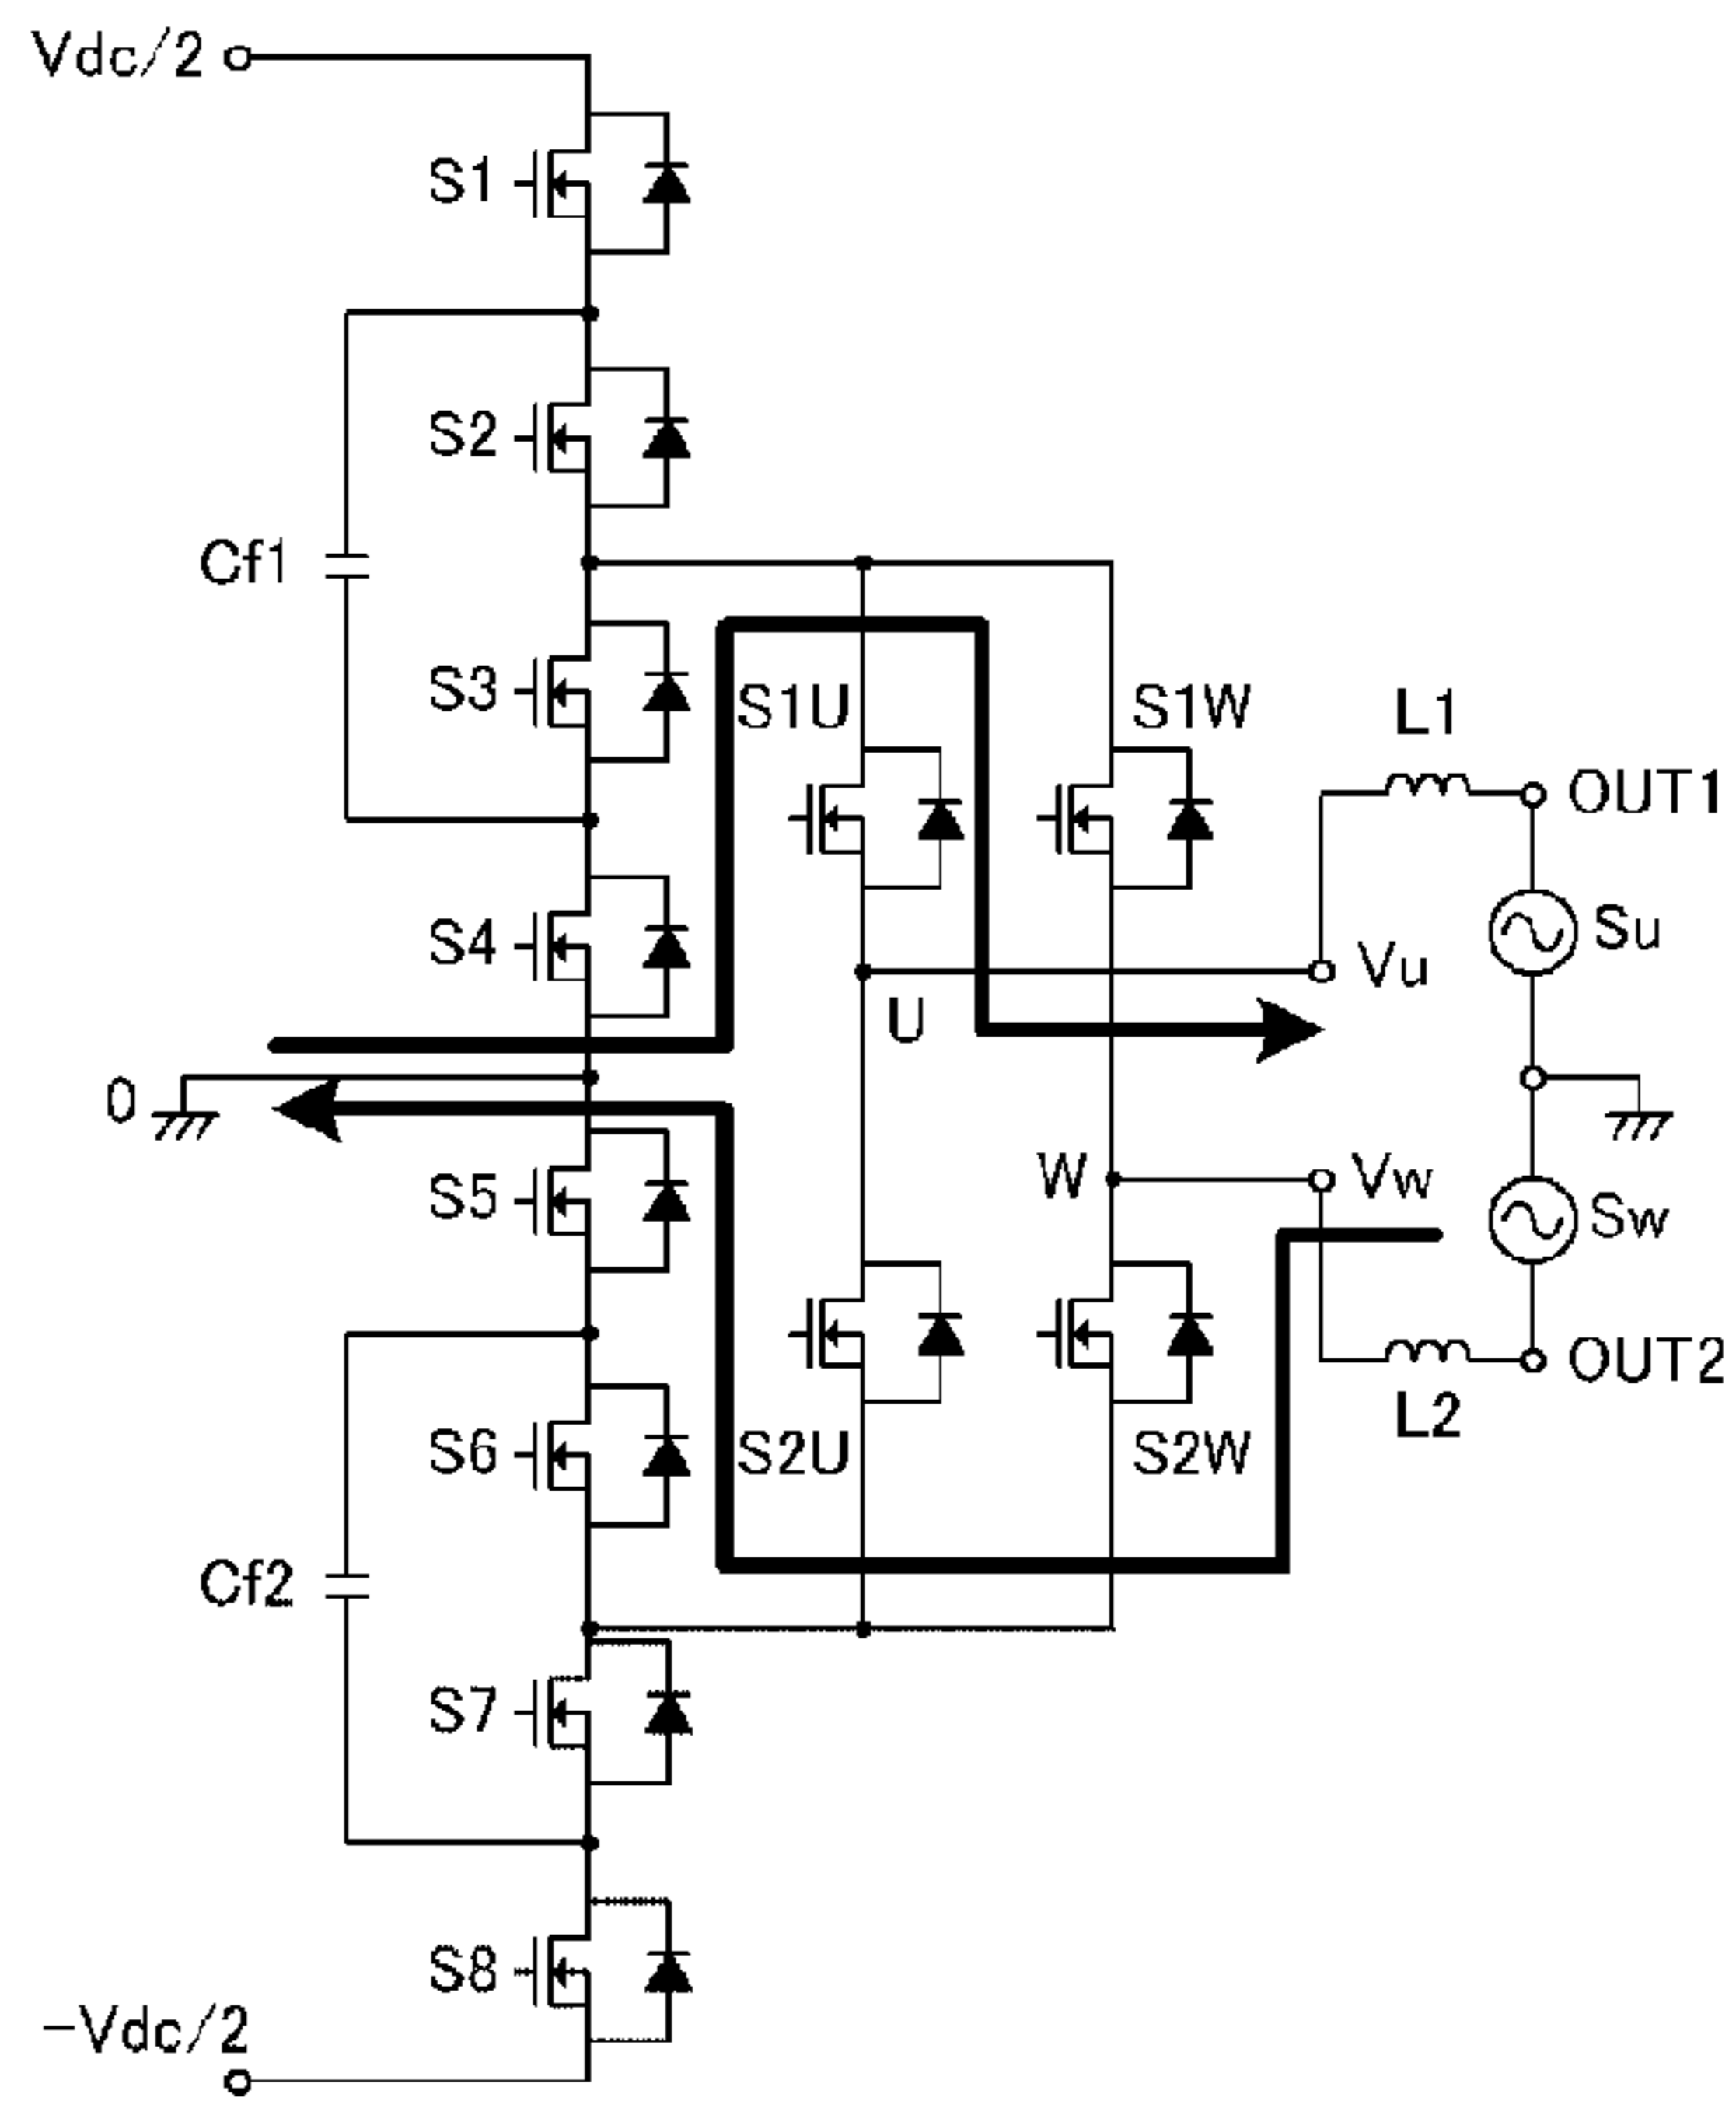 Vdc/2
S1
S2
Cf1
S3
S1U
S1W
L1
OUT1
S4
Su
Vu
U
0
W
Vw
S5
Sw
OUT2
L2
S6
S2U
S2W
Cf2
S7
S8
-Vdc/2